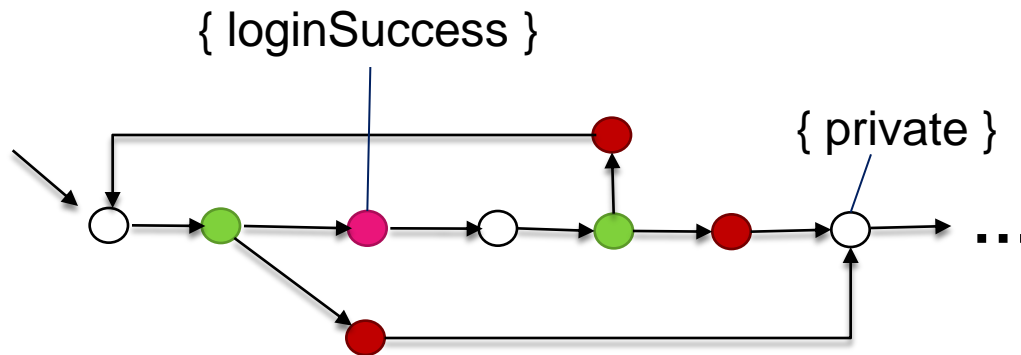 { loginSuccess }
{ private }
...